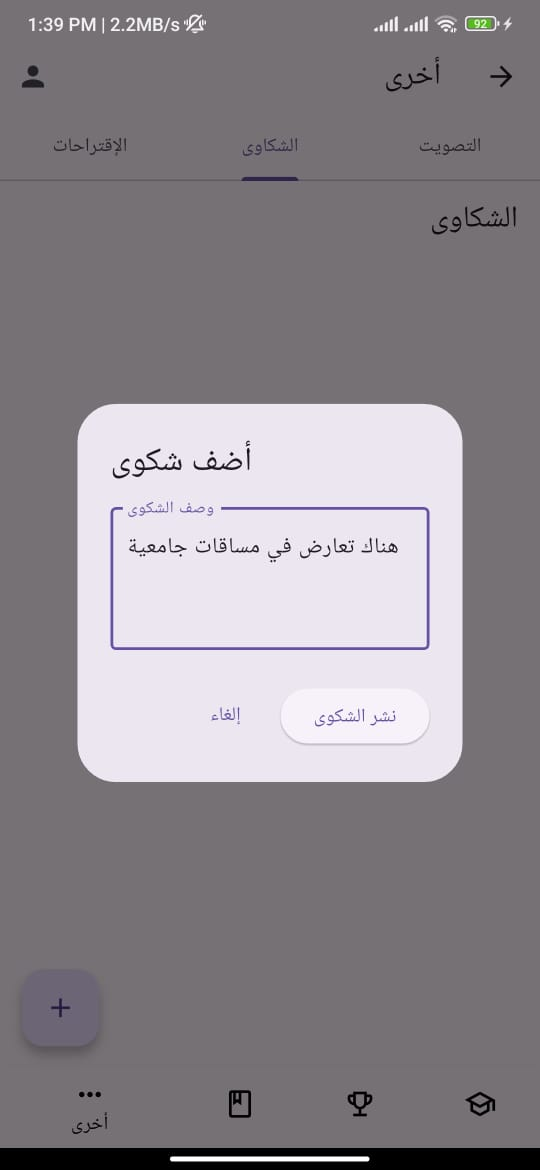 1:39 PM | 2.2MB/s
92
أخرى
التصويت
الشكاوى
الإقتراحات
الشكاوى
أضف شكوى
وصف الشكوى
هناك تعارض في مساقات جامعية
نشر الشكوى
إلغاء
أخرى